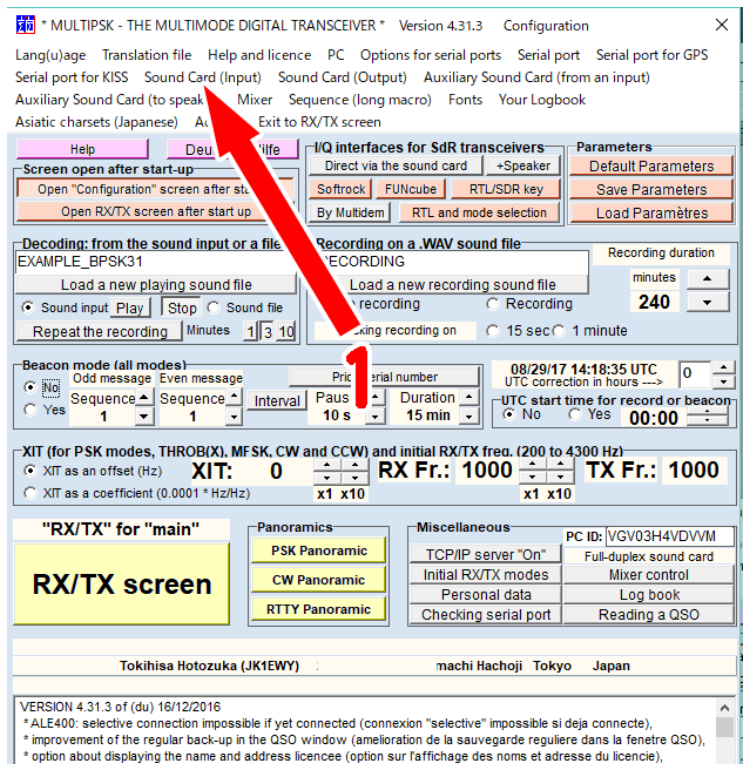 * MULTIPSK - THE MULTIMODE DIGITAL TRANSCEIVER * Version 4.31.3 Configuration
Lang(u)age Translation file Help and licence PC Options for serial ports Serial port Serial port for GPS
Serial port for KISS Sound Card (Input) Sound Card (Output) Auxiliary Sound Card (from an input)
Auxiliary Sound Card (to Mixer Sequence (long macro) Fonts Your Logbook
Asiatic charsets (Japanese) Exit to RX/TX screen
Help
I/Q interfaces for SdR transceivers
Parameters
Screen open after start-up
Direct via the sound card +Speaker
Default Parameters
Open "Configuration" screen after
Softrock FUNcube RTL/SDR key
Save Parameters
Open RX/TX screen after start up
By Multidem RTL and mode selection
Load Paramètres
Decoding: from the sound input or a file
Recording on a .WAV sound file
Recording duration
EXAMPLE_BPSK31
RECORDING
minutes
Load a new playing sound file
Load a new recording sound file
240
Sound input Play Stop Sound file
recording Recording
Repeat the recording Minutes 1 3 10
recording on 15 sec 1 minute
Beacon mode (all modes)
08/29/17 14:18:35 UTC
0
UTC correction in hours --->
No
Odd message Even message
serial number
Yes
Sequence Sequence
Interval
Duration
1 1
10 s 15 min
UTC start time for record or beacon
No Yes 00:00
1
XIT (for PSK modes, THROB(X), MFSK, CW and CCW) and initial RX/TX freq. (200 to 4300 Hz)
XIT as an offset (Hz) XIT: 0 RX Fr.: 1000 TX Fr.: 1000
XIT as a coefficient (0.0001 * Hz/Hz) x1 x10 x1 x10
"RX/TX" for "main"
RX/TX screen
Panoramics
PSK Panoramic
CW Panoramic
RTTY Panoramic
Miscellaneous
PC ID: VGV03H4VDVVM
TCP/IP server "On" Full-duplex sound card
Initial RX/TX modes Mixer control
Personal data Log book
Checking serial port Reading a QSO
Tokihisa Hotozuka (JK1EWY) machi Hachoji Tokyo Japan
VERSION 4.31.3 of (du) 16/12/2016
*ALE400: selective connection impossible if yet connected (connexion "selective" impossible si deja connecte),
* improvement of the regular back-up in the QSO window (amelioration de la sauvegarde reguliere dans la fenetre QSO),
* option about displaying the name and address licencee (option sur l'affichage des noms et adresse du licencie),